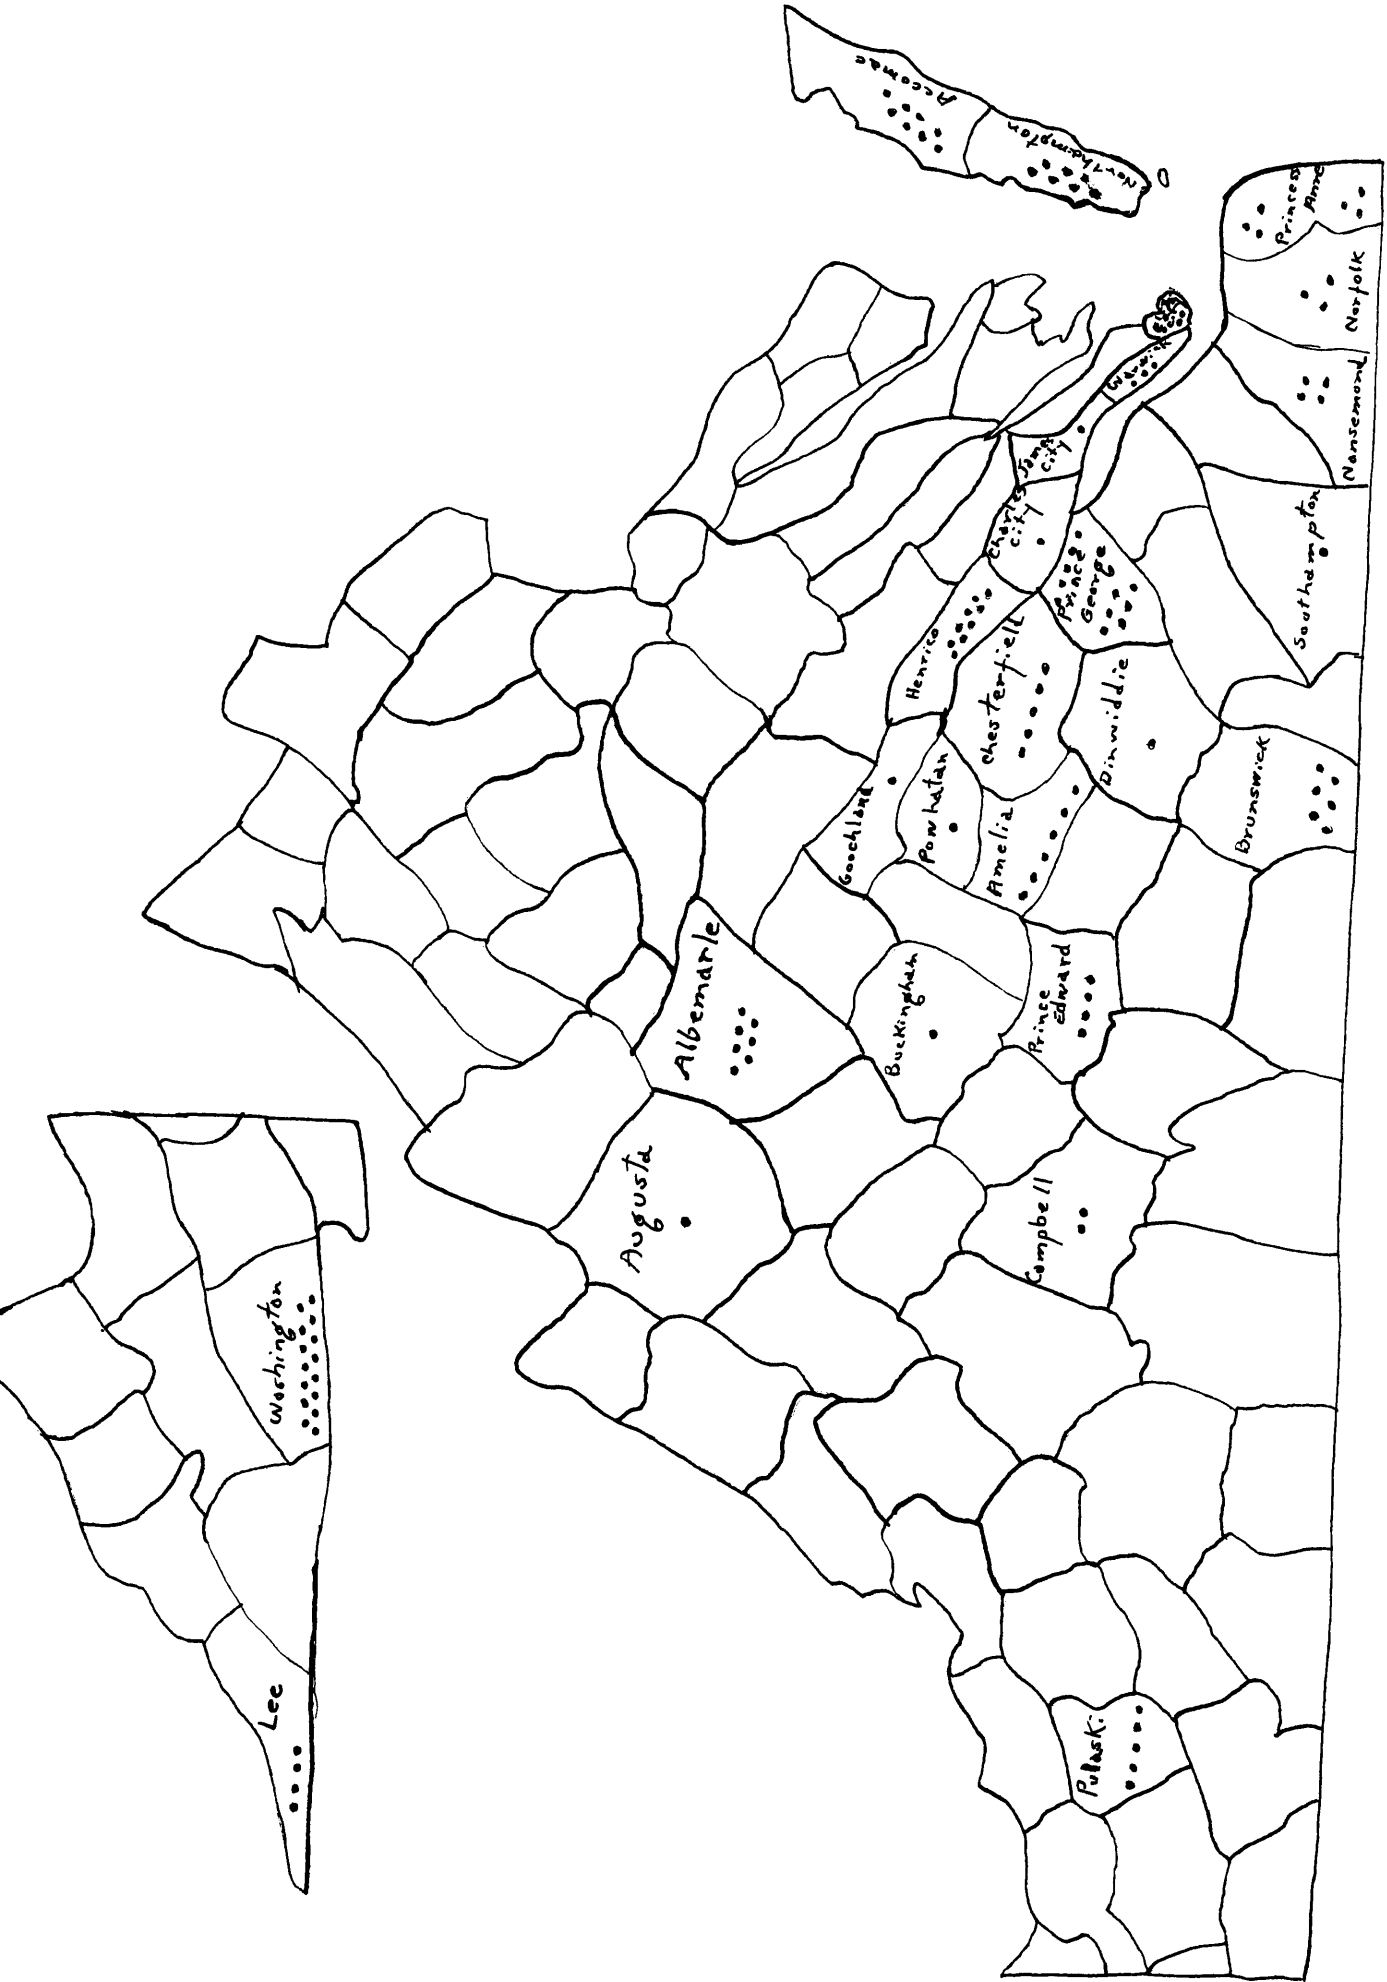 Accomac
Northampton
Princess
Anne
Norfolk
Nansemond
Southampton
Warwick
James
City
Charles
City
Prince
George
Henrico
Chesterfield
Dinwiddie
Brunswick
Goochland
Powhatan
Amelia
Albemarle
Buckingham
Prince
Edward
Augusta
Campbell
Washington
Lee
Pulaski